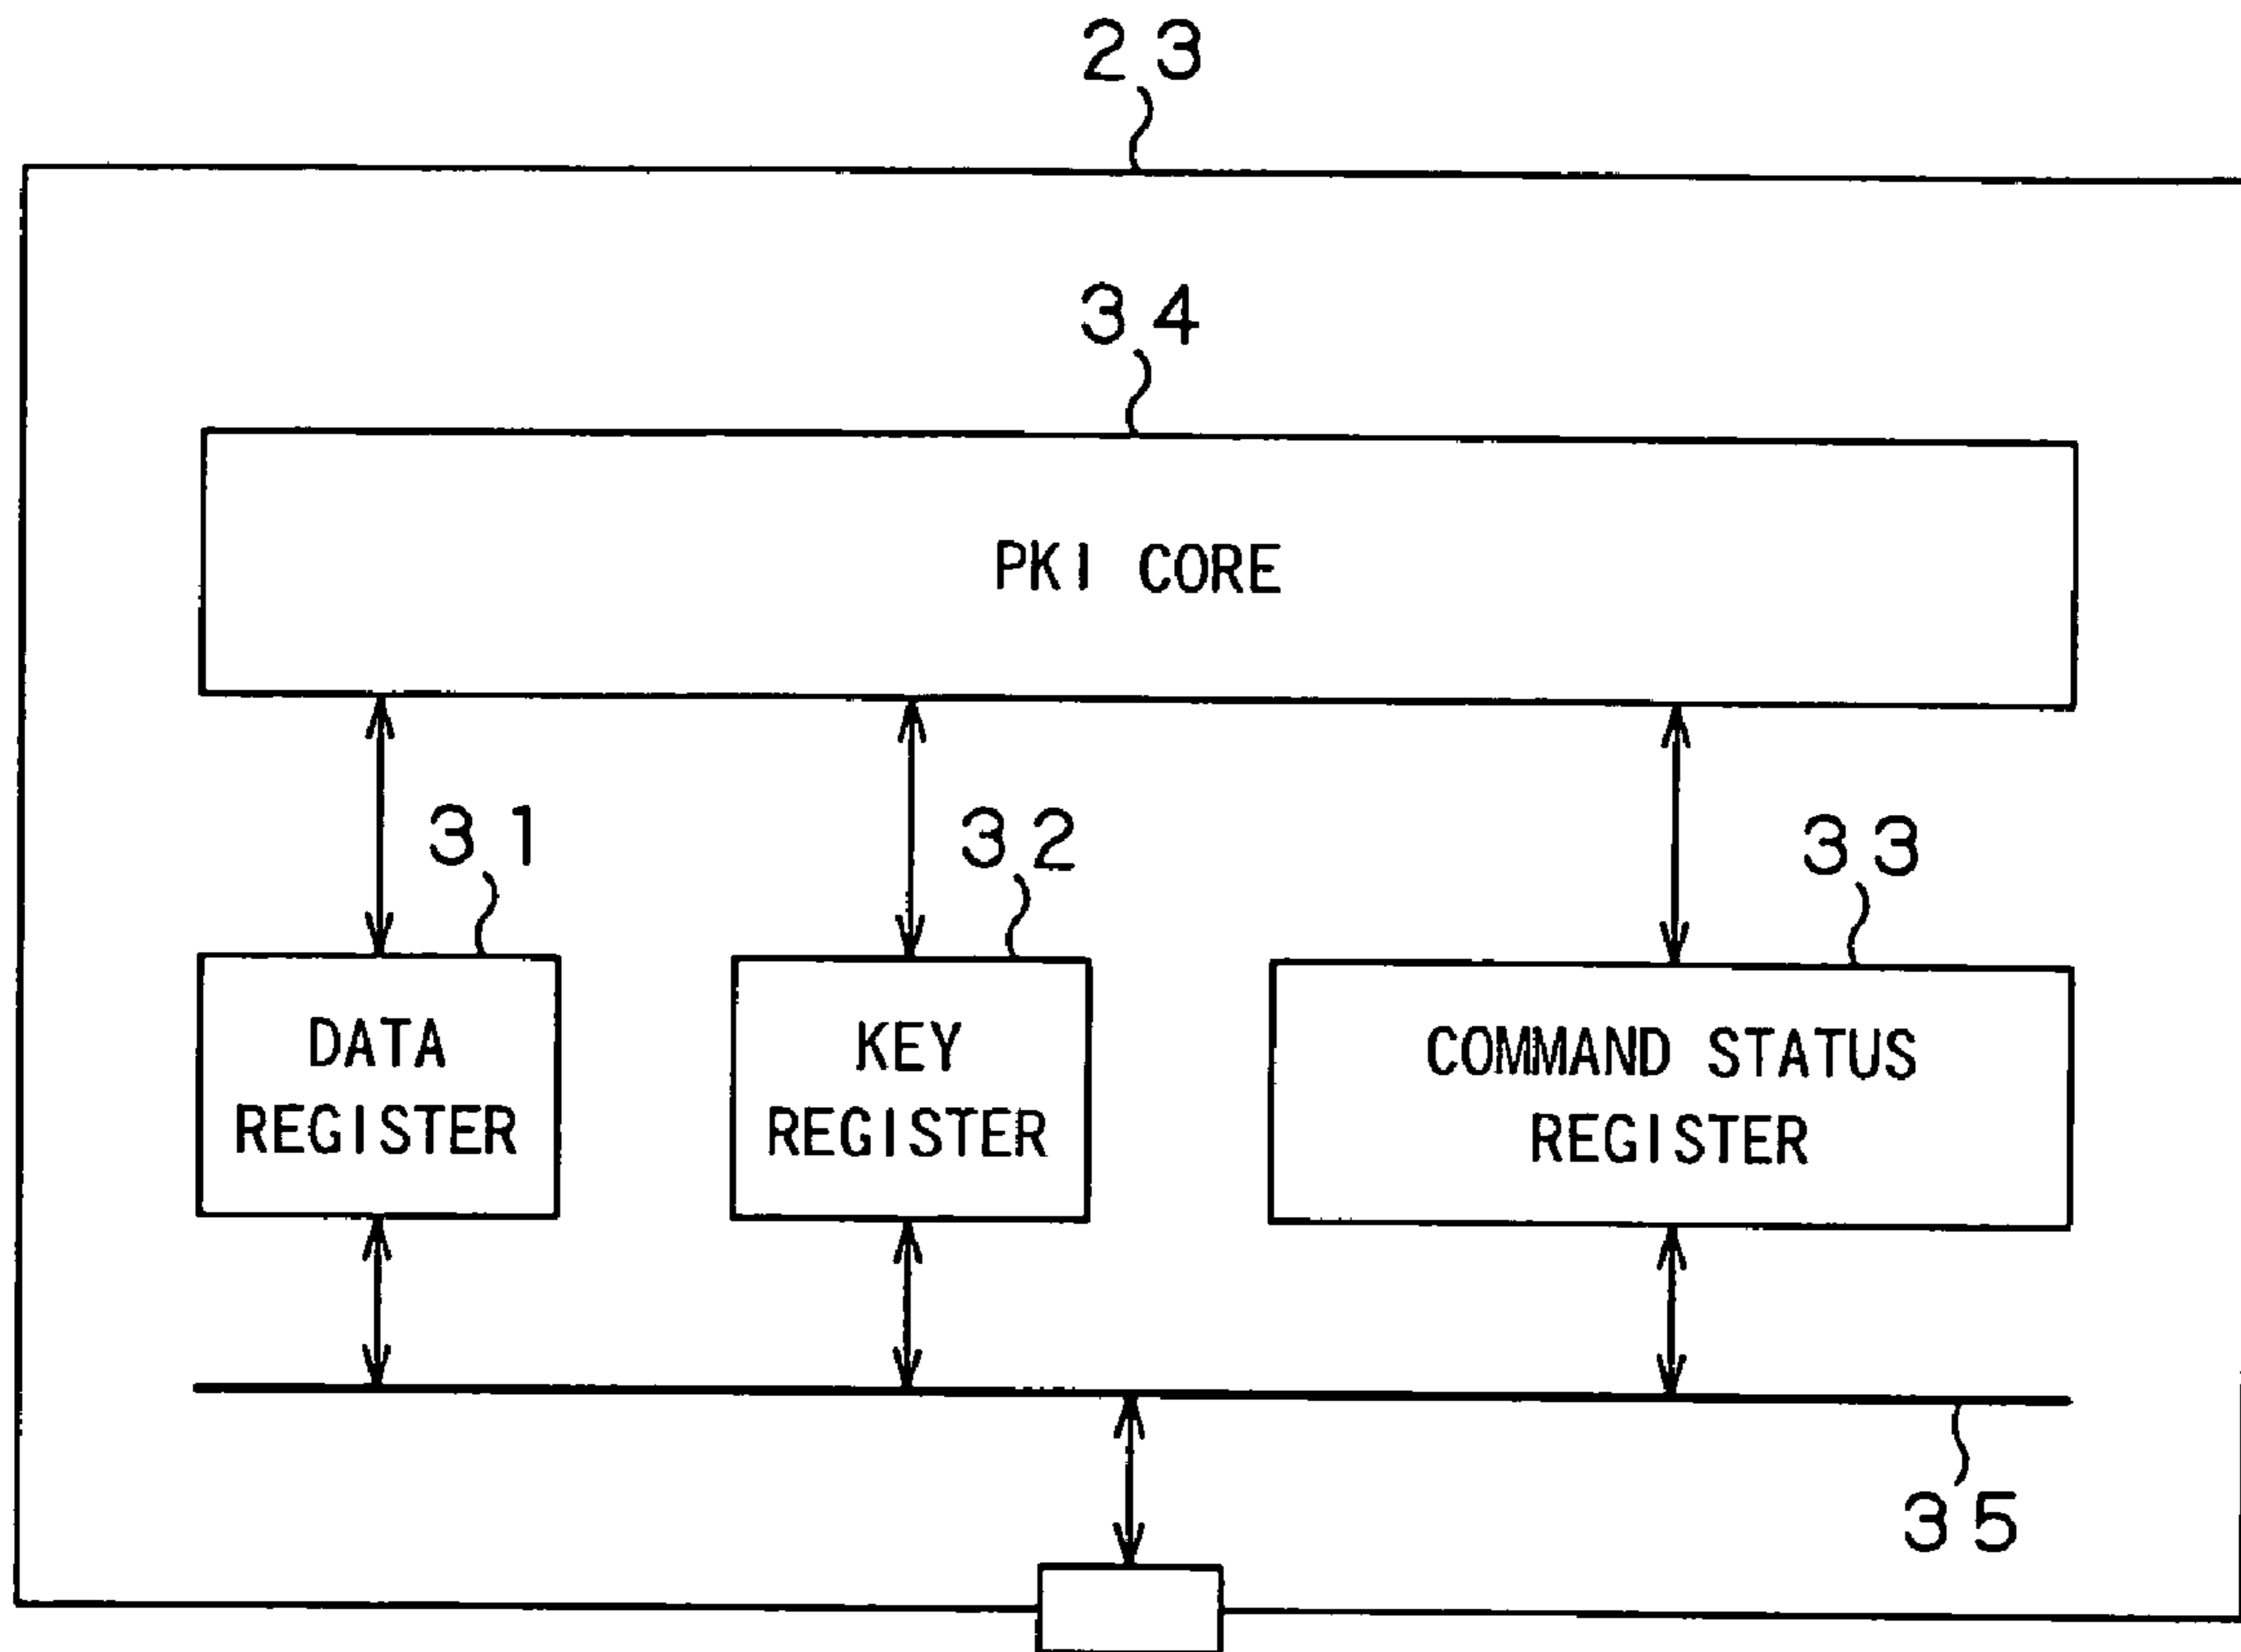 23
34
PKI CORE
31
32
33
DATA
REGISTER
KEY
REGISTER
COMMAND STATUS
REGISTER
35